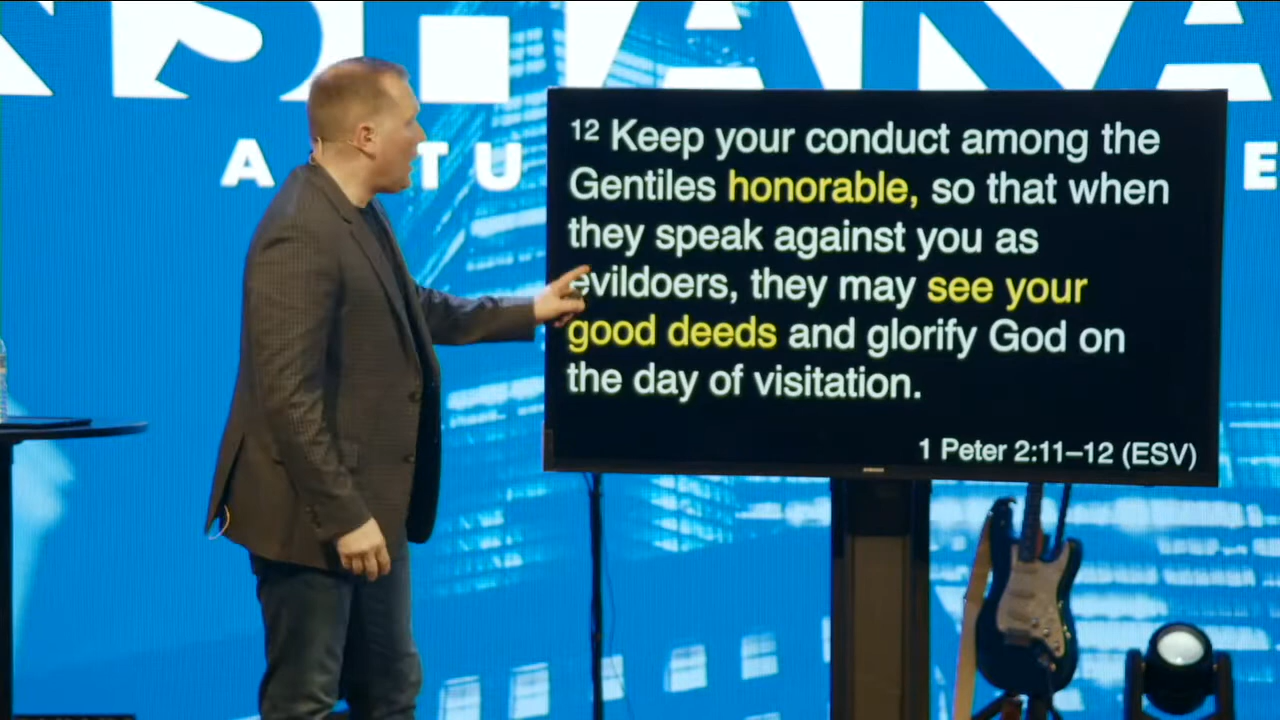 12 Keep your conduct among the
Gentiles honorable, so that when
they speak against you as
evildoers, they may see your
good deeds and glorify God on
the day of visitation.
1 Peter 2:11–12 (ESV)